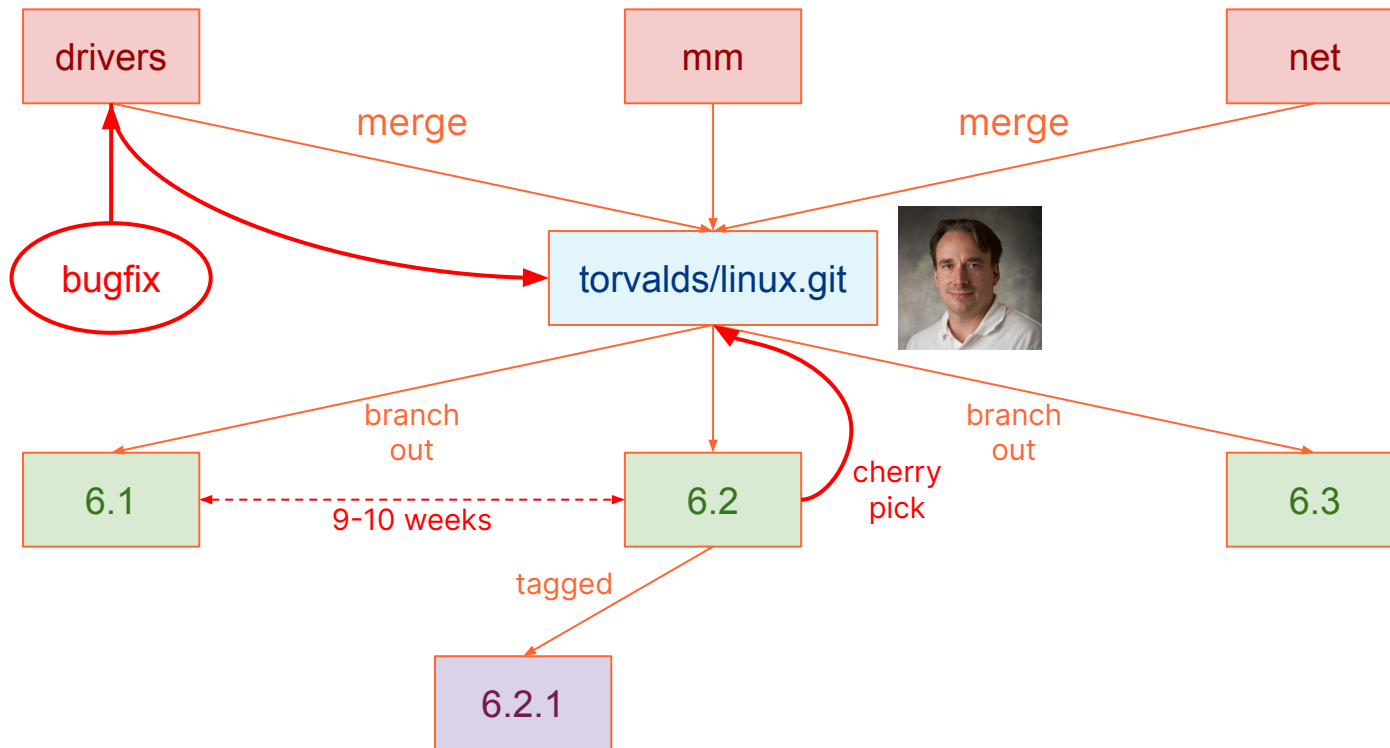 drivers
mm
net
merge
merge
bugfix
torvalds/linux.git
branch
out
branch
out
6.1
9-10 weeks
6.2
cherry
pick
6.3
tagged
6.2.1